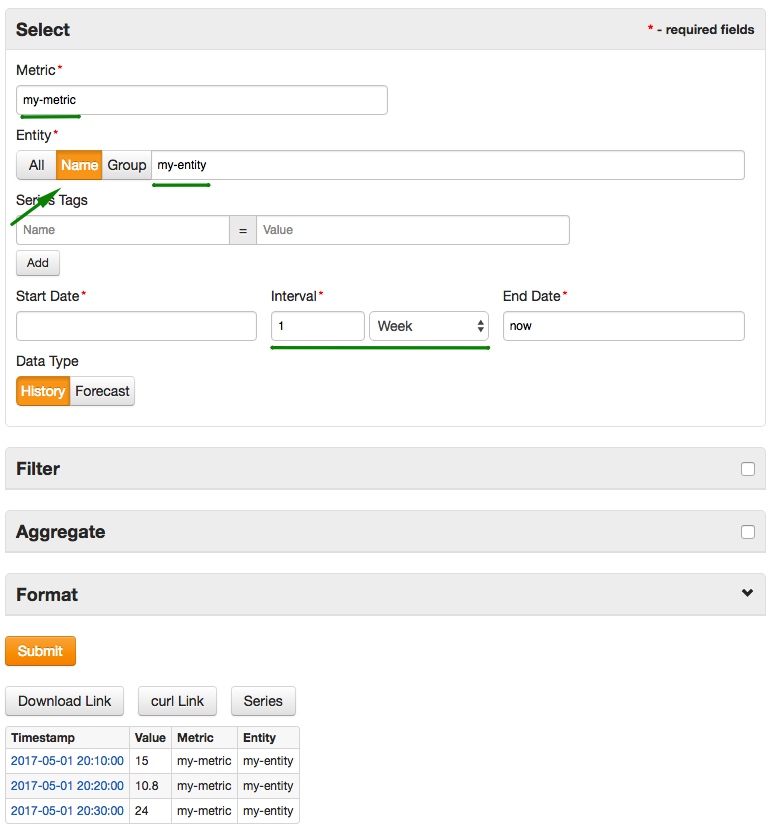 Select * - required fields
Metric*
my-metric
Entity*
All Name Group my-entity
Series Tags
Name = Value
Add
Start Date* Interval* End Date*
1 Week now
Data Type
History Forecast
Filter
Aggregate
Format
Submit
Download Link curl Link Series
Timestamp Value Metric Entity
2017-05-01 20:10:00 15 my-metric my-entity
2017-05-01 20:20:00 10.8 my-metric my-entity
2017-05-01 20:30:00 24 my-metric my-entity